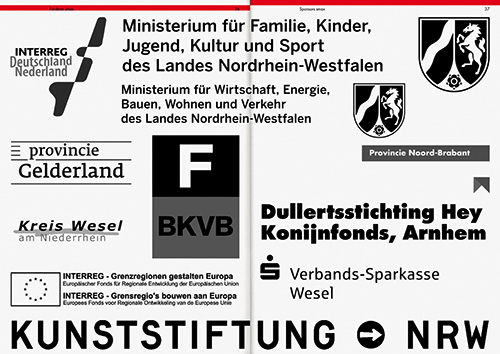 Sponsors
37
INTERREG
Deutschland
Nederland
Ministerium für Familie, Kinder,
Jugend, Kultur und Sport
des Landes Nordrhein-Westfalen
Ministerium für Wirtschaft, Energie,
Bauen, Wohnen und Verkehr
des Landes Nordrhein-Westfalen
provincie
Gelderland
F
BKVB
Provincie Noord-Brabant
Kreis Wesel
am Niederrhein
Dullertsstichting Hey
Konijnfonds, Arnhem
INTERREG - Grenzregionen gestalten Europa
Europäischer Fonds für Regionale Entwicklung der Europäischen Union
INTERREG - Grensregio's bouwen aan Europa
Europees Fonds voor Regionale Ontwikkeling van de Europese Unie
Verbands-Sparkasse
Wesel
KUNSTSTIFTUNG NRW